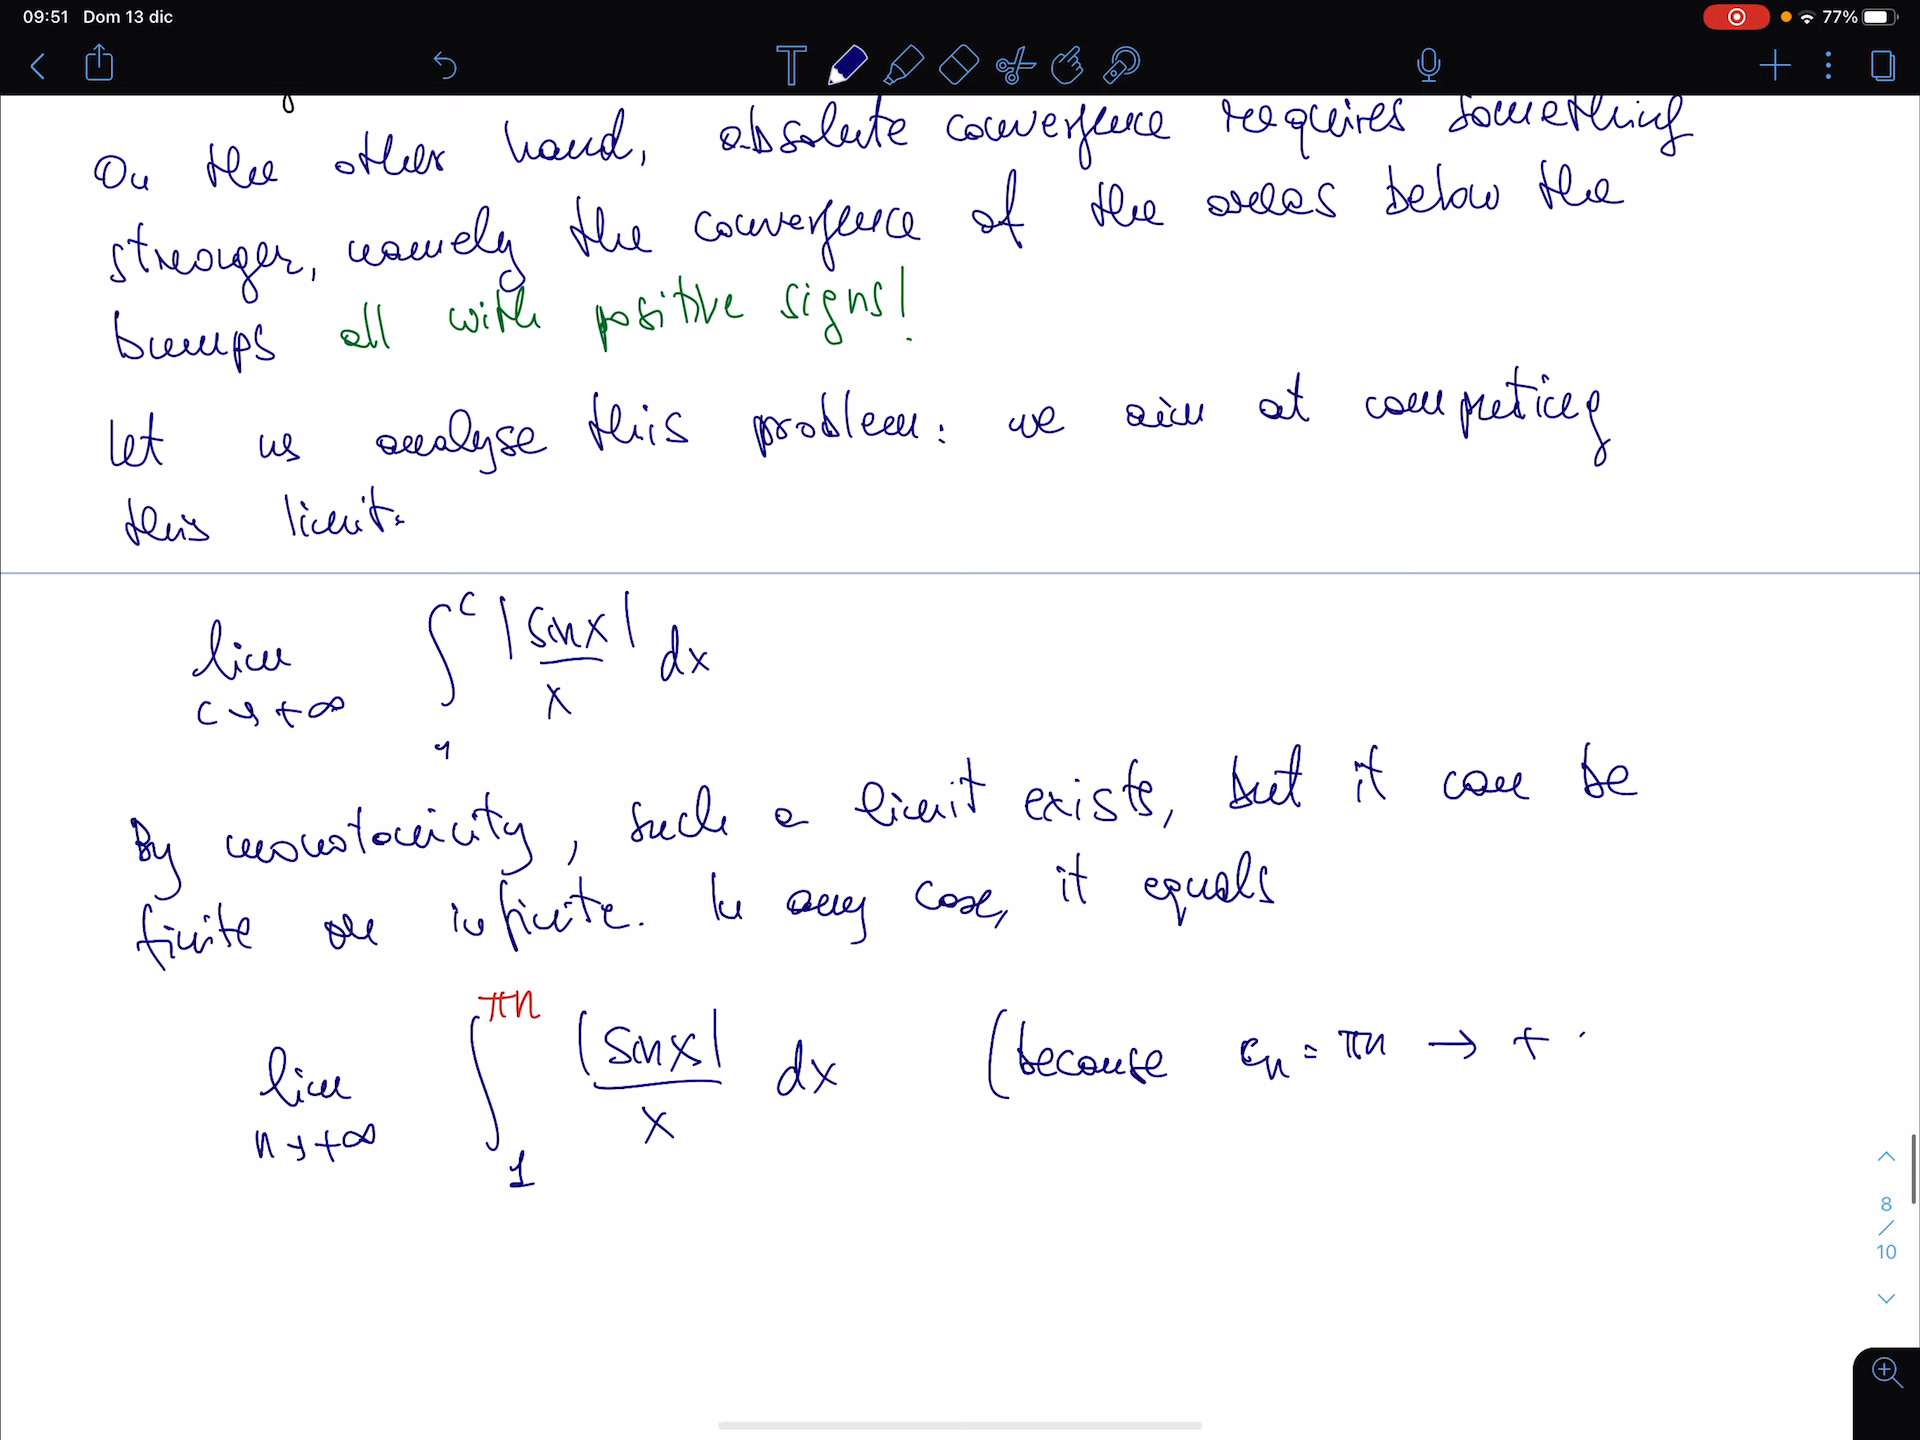 09:51 Dom 13 dic
77%
On the other hand, absolute convergence requires something
stronger, namely the convergence of the areas below the
bumps all with positive signs!
Let us analyse this problem: we aim at computing
this limit:
lim c→+∞ ∫₁^c |sin x|/x dx
By monotonicity, such a limit exists, but it can be
finite or infinite. In any case, it equals
lim n→+∞ ∫₁^πn |sin x|/x dx (because cₙ = πn → +
8
/
10